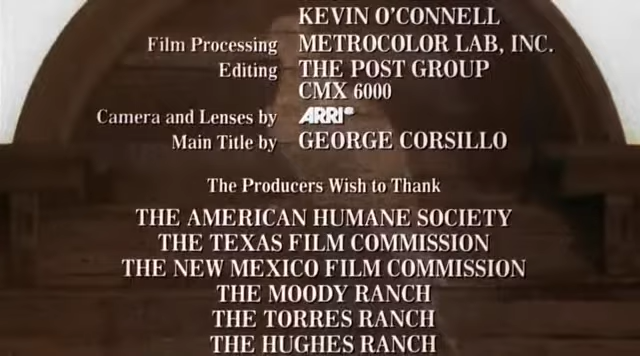 KEVIN O'CONNELL
Film Processing METROCOLOR LAB, INC.
Editing THE POST GROUP
CMX 6000
Camera and Lenses by ARRI®
Main Title by GEORGE CORSILLO
The Producers Wish to Thank
THE AMERICAN HUMANE SOCIETY
THE TEXAS FILM COMMISSION
THE NEW MEXICO FILM COMMISSION
THE MOODY RANCH
THE TORRES RANCH
THE HUGHES RANCH